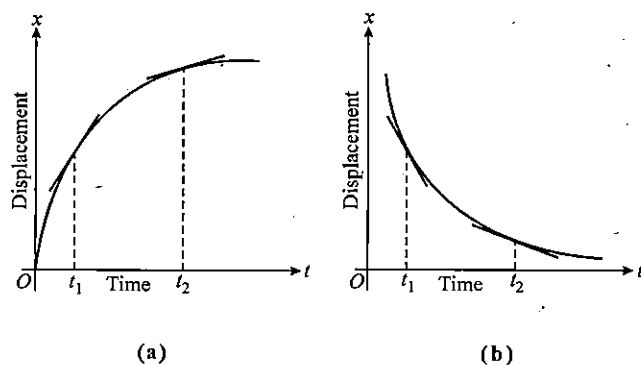 x
Displacement
O
t₁
Time
t₂
t
(a)
x
Displacement
O
t₁
Time
t₂
t
(b)